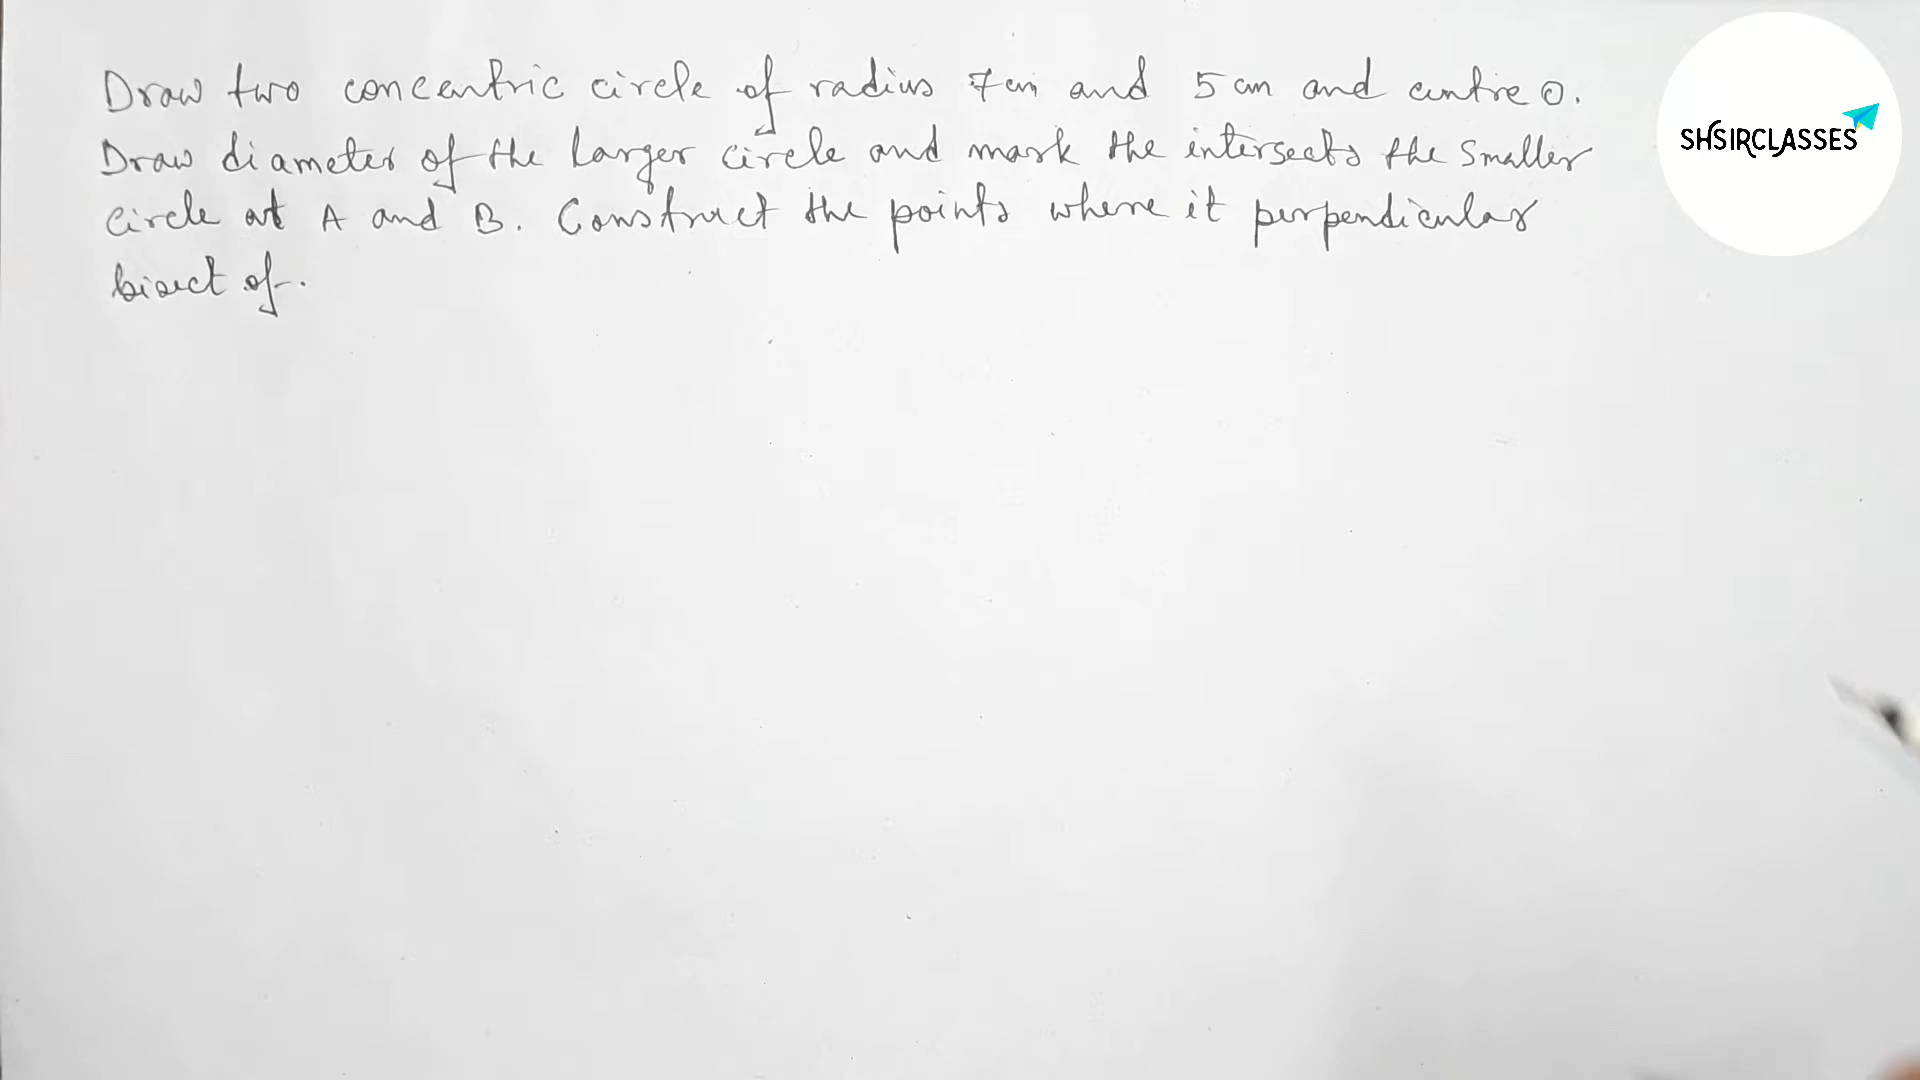 Draw two concentric circle of radius 7cm and 5cm and centre O.
Draw diameter of the larger circle and mark the intersects the smaller
circle at A and B. Construct the points where it perpendicular
bisect of.
SHSIRCLASSES